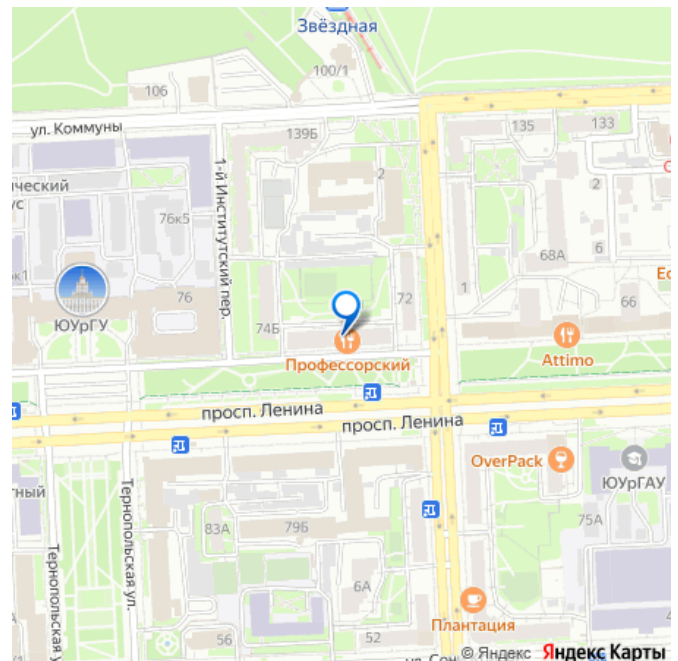 Звёздная
100/1
106
ул. Коммуны
139Б
135
133
1-й Институтский пер.
2
2
76к5
68А
6
ЮУрГУ
76
74Б
72
1
66
Профессорский
Attimo
просп. Ленина
просп. Ленина
OverPack
ЮУрГАУ
Тернопольская ул.
83А
79Б
75А
6А
Плантация
56
52
© Яндекс Яндекс Карты